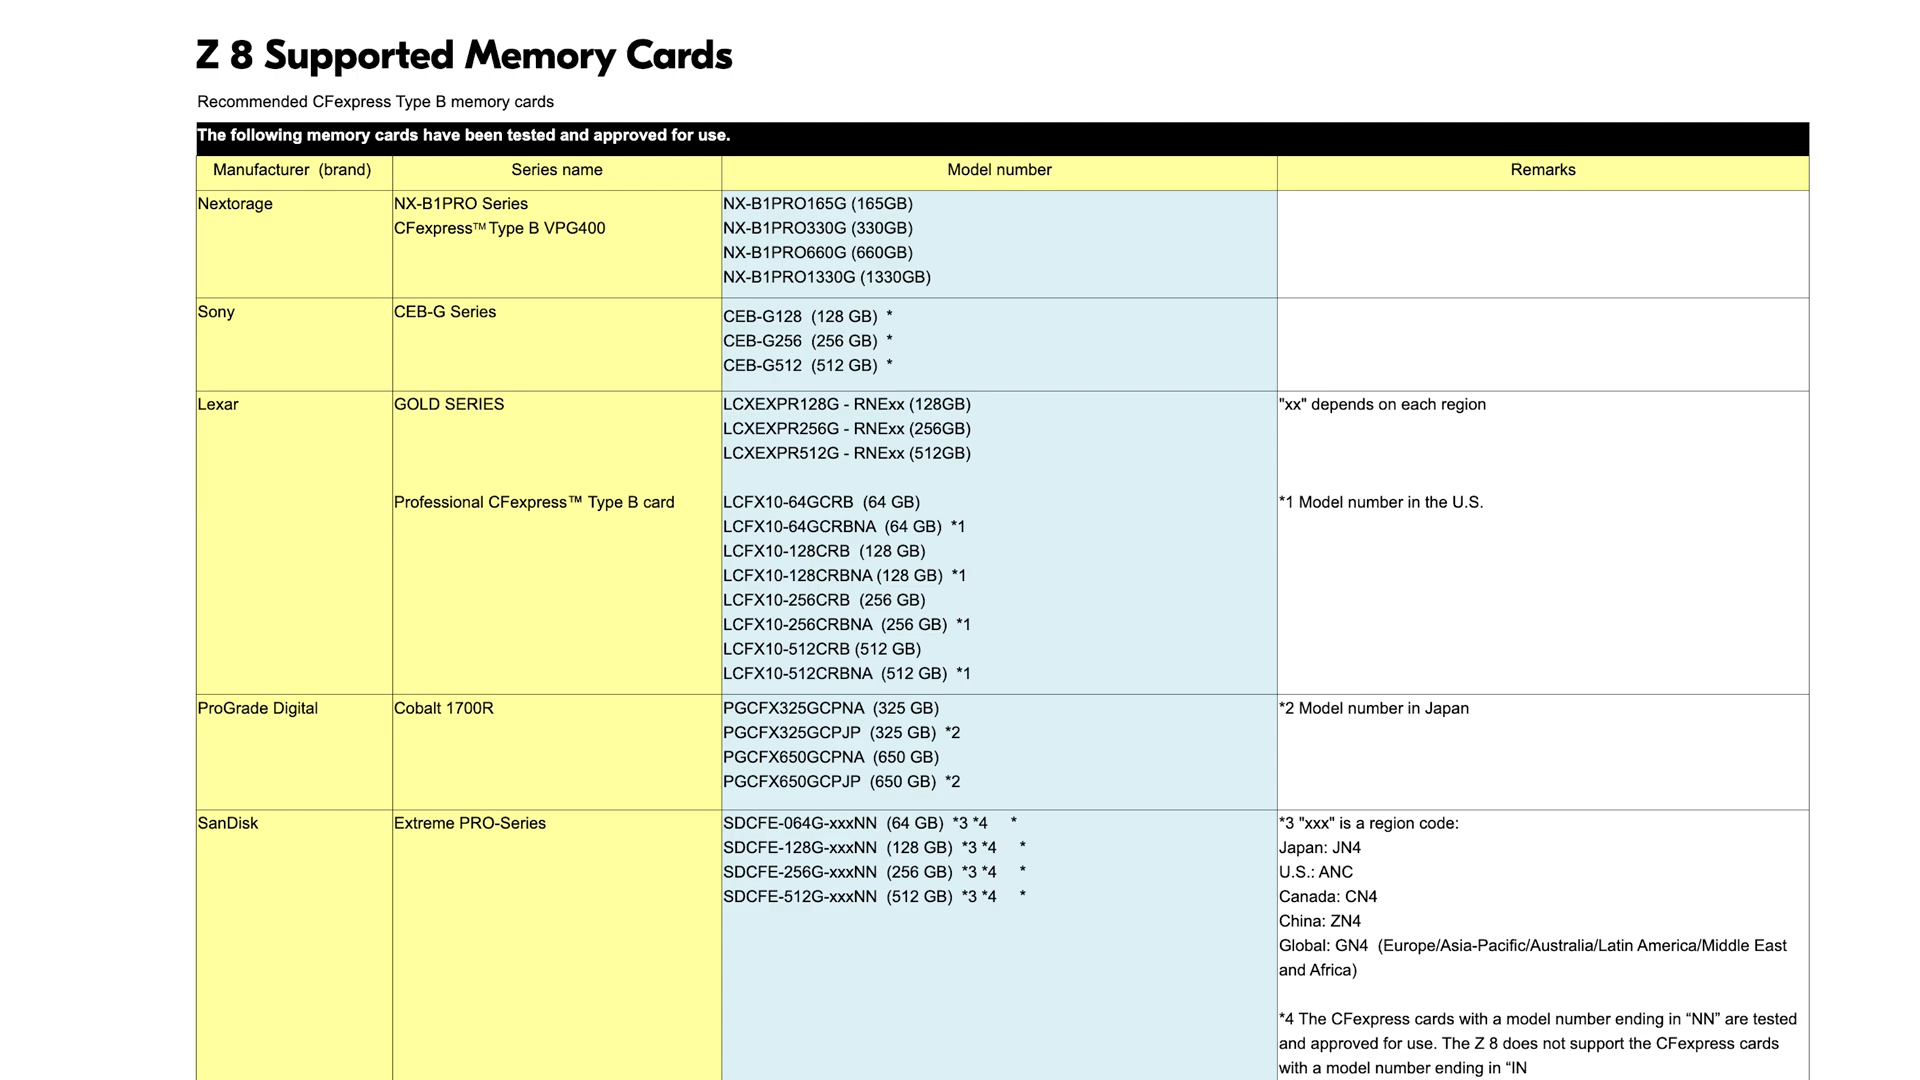 Z 8 Supported Memory Cards
Recommended CFexpress Type B memory cards
The following memory cards have been tested and approved for use.
Manufacturer (brand) Series name Model number Remarks
Nextorage NX-B1PRO Series NX-B1PRO165G (165GB)
CFexpress™ Type B VPG400 NX-B1PRO330G (330GB)
NX-B1PRO660G (660GB)
NX-B1PRO1330G (1330GB)
Sony CEB-G Series CEB-G128 (128 GB) *
CEB-G256 (256 GB) *
CEB-G512 (512 GB) *
Lexar GOLD SERIES LCXEXPR128G - RNExx (128GB) "xx" depends on each region
LCXEXPR256G - RNExx (256GB)
LCXEXPR512G - RNExx (512GB)
Professional CFexpress™ Type B card LCFX10-64GCRB (64 GB) *1 Model number in the U.S.
LCFX10-64GCRBNA (64 GB) *1
LCFX10-128CRB (128 GB)
LCFX10-128CRBNA (128 GB) *1
LCFX10-256CRB (256 GB)
LCFX10-256CRBNA (256 GB) *1
LCFX10-512CRB (512 GB)
LCFX10-512CRBNA (512 GB) *1
ProGrade Digital Cobalt 1700R PGCFX325GCPNA (325 GB) *2 Model number in Japan
PGCFX325GCPJP (325 GB) *2
PGCFX650GCPNA (650 GB)
PGCFX650GCPJP (650 GB) *2
SanDisk Extreme PRO-Series SDCFE-064G-xxxNN (64 GB) *3 *4 * *3 "xxx" is a region code:
SDCFE-128G-xxxNN (128 GB) *3 *4 * Japan: JN4
SDCFE-256G-xxxNN (256 GB) *3 *4 * U.S.: ANC
SDCFE-512G-xxxNN (512 GB) *3 *4 * Canada: CN4
China: ZN4
Global: GN4 (Europe/Asia-Pacific/Australia/Latin America/Middle East
and Africa)
*4 The CFexpress cards with a model number ending in “NN” are tested
and approved for use. The Z 8 does not support the CFexpress cards
with a model number ending in “IN